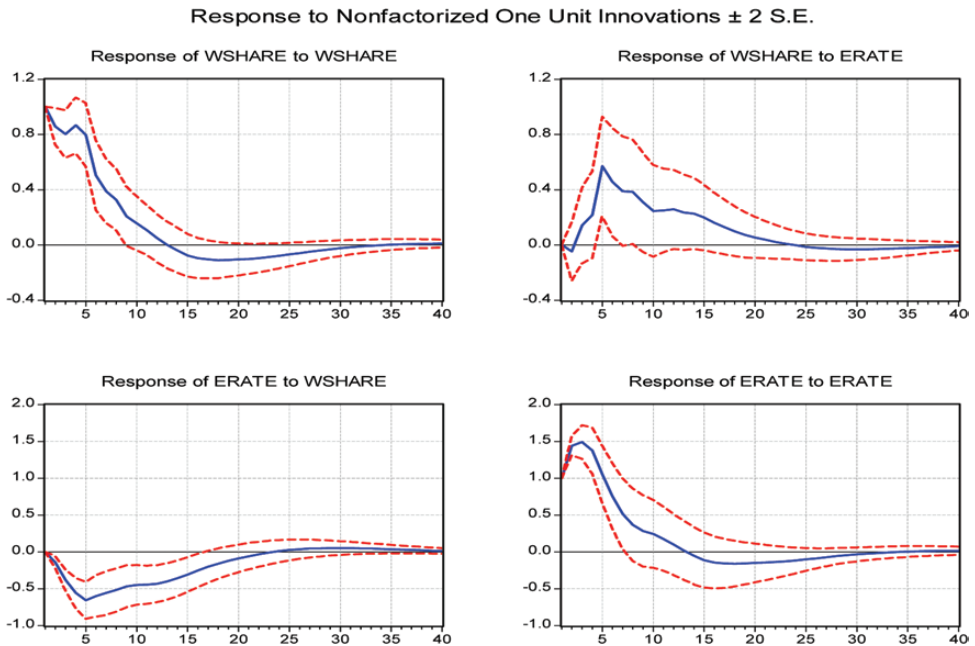 Response to Nonfactorized One Unit Innovations ± 2 S.E.
Response of WSHARE to WSHARE
1.2
0.8
0.4
0.0
-0.4
5 10 15 20 25 30 35 40
Response of WSHARE to ERATE
1.2
0.8
0.4
0.0
-0.4
5 10 15 20 25 30 35 40
Response of ERATE to WSHARE
2.0
1.5
1.0
0.5
0.0
-0.5
-1.0
5 10 15 20 25 30 35 40
Response of ERATE to ERATE
2.0
1.5
1.0
0.5
0.0
-0.5
-1.0
5 10 15 20 25 30 35 40